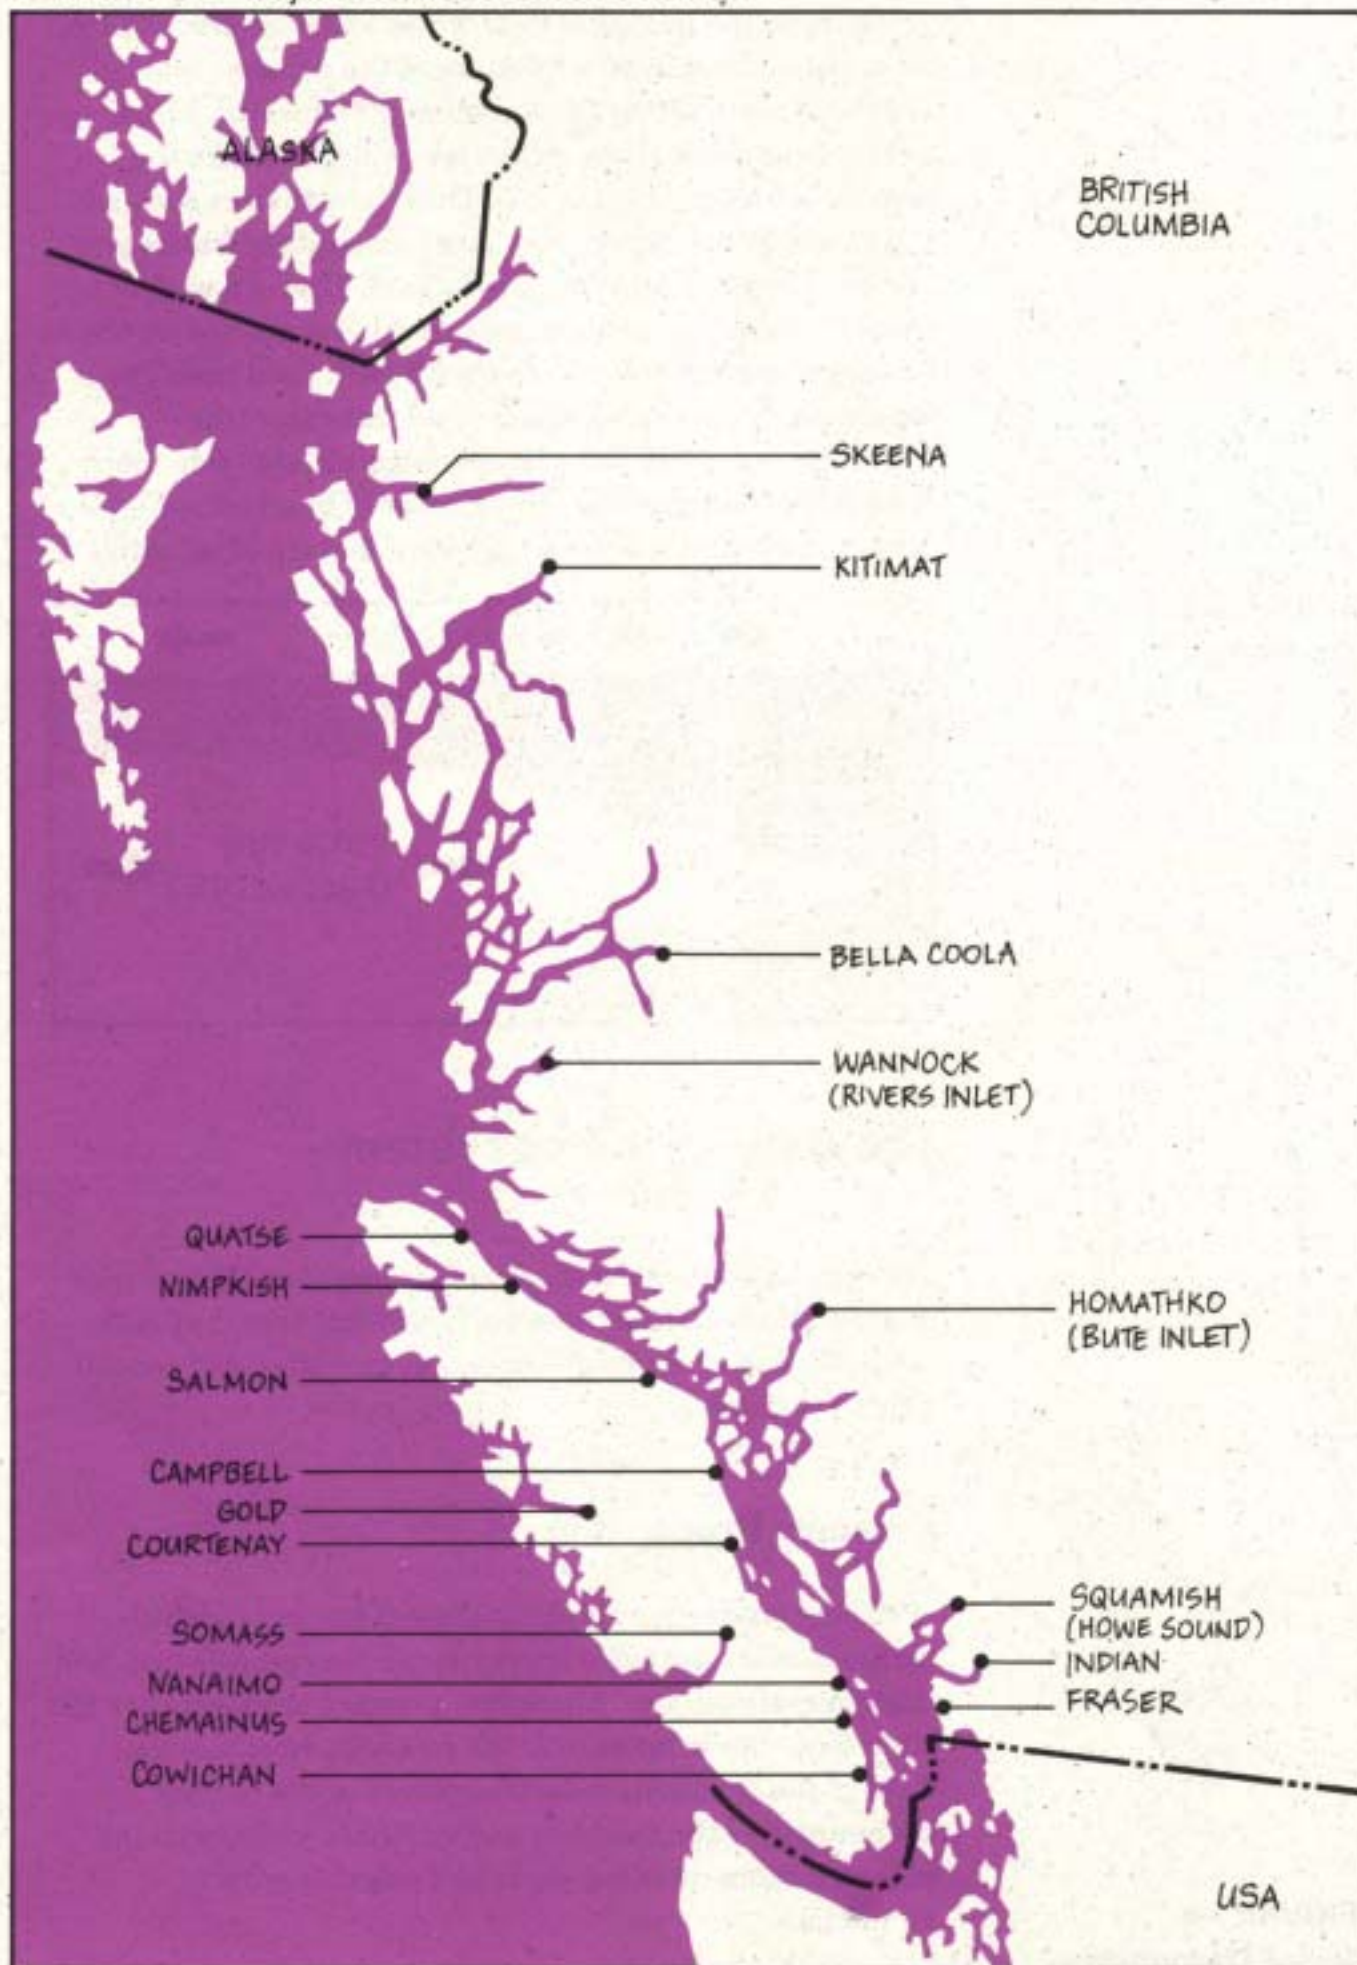 ALASKA
BRITISH
COLUMBIA
SKEENA
KITIMAT
BELLA COOLA
WANNOCK
(RIVERS INLET)
QUATSE
NIMPKISH
HOMATHKO
(BUTE INLET)
SALMON
CAMPBELL
GOLD
COURTENAY
SQUAMISH
(HOWE SOUND)
SOMASS
INDIAN
NANAIMO
FRASER
CHEMAINUS
COWICHAN
USA